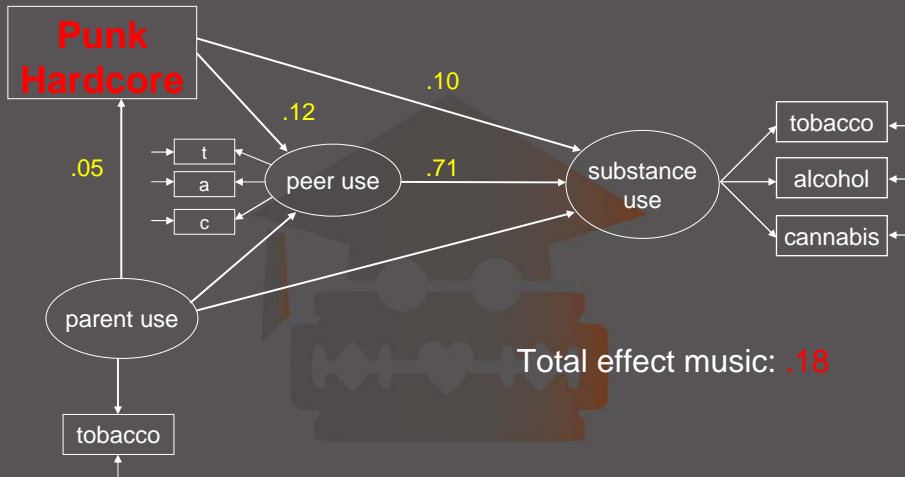 Punk
Hardcore
.10
.12
tobacco
t
.05
peer use
.71
substance
use
a
alcohol
c
cannabis
parent use
Total effect music: .18
tobacco